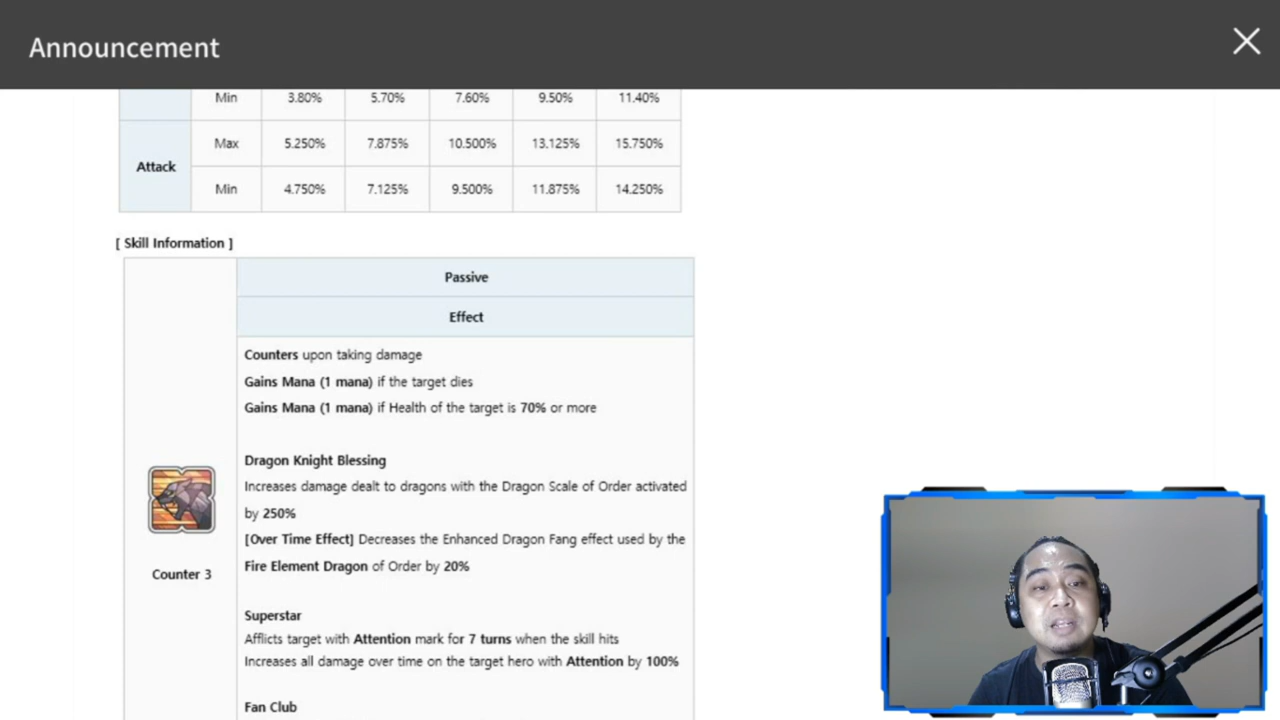 Announcement
Min 3.80% 5.70% 7.60% 9.50% 11.40%
Attack Max 5.250% 7.875% 10.500% 13.125% 15.750%
Min 4.750% 7.125% 9.500% 11.875% 14.250%
[ Skill Information ]
Passive
Effect
Counters upon taking damage
Gains Mana (1 mana) if the target dies
Gains Mana (1 mana) if Health of the target is 70% or more
Dragon Knight Blessing
Increases damage dealt to dragons with the Dragon Scale of Order activated
by 250%
[Over Time Effect] Decreases the Enhanced Dragon Fang effect used by the
Fire Element Dragon of Order by 20%
Counter 3
Superstar
Afflicts target with Attention mark for 7 turns when the skill hits
Increases all damage over time on the target hero with Attention by 100%
Fan Club